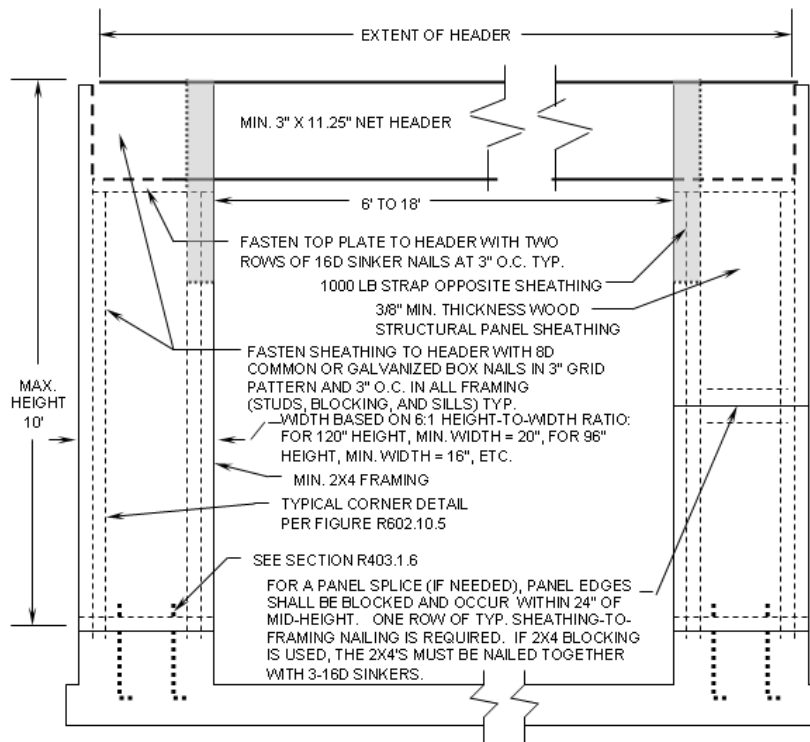 EXTENT OF HEADER
MIN. 3" X 11.25" NET HEADER
6' TO 18'
FASTEN TOP PLATE TO HEADER WITH TWO
ROWS OF 16D SINKER NAILS AT 3" O.C. TYP.
1000 LB STRAP OPPOSITE SHEATHING
3/8" MIN. THICKNESS WOOD
STRUCTURAL PANEL SHEATHING
FASTEN SHEATHING TO HEADER WITH 8D
COMMON OR GALVANIZED BOX NAILS IN 3" GRID
PATTERN AND 3" O.C. IN ALL FRAMING
(STUDS, BLOCKING, AND SILLS) TYP.
MAX.
HEIGHT
10'
WIDTH BASED ON 6:1 HEIGHT-TO-WIDTH RATIO:
FOR 120" HEIGHT, MIN. WIDTH = 20", FOR 96"
HEIGHT, MIN. WIDTH = 16", ETC.
MIN. 2X4 FRAMING
TYPICAL CORNER DETAIL
PER FIGURE R602.10.5
SEE SECTION R403.1.6
FOR A PANEL SPLICE (IF NEEDED), PANEL EDGES
SHALL BE BLOCKED AND OCCUR WITHIN 24" OF
MID-HEIGHT. ONE ROW OF TYP. SHEATHING-TO-
FRAMING NAILING IS REQUIRED. IF 2X4 BLOCKING
IS USED, THE 2X4'S MUST BE NAILED TOGETHER
WITH 3-16D SINKERS.